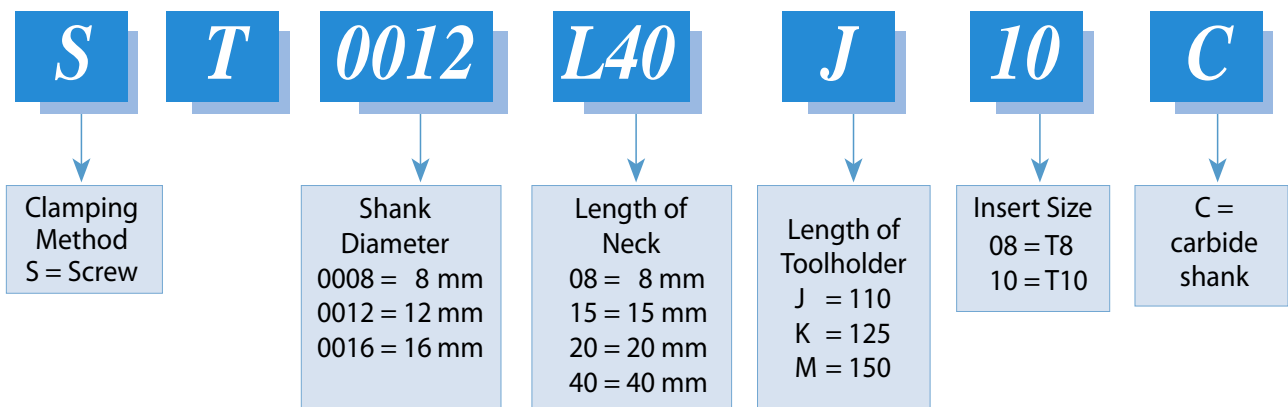 S T 0012 L40 J 10 C
Clamping
Method
S = Screw
Shank
Diameter
0008 = 8 mm
0012 = 12 mm
0016 = 16 mm
Length of
Neck
08 = 8 mm
15 = 15 mm
20 = 20 mm
40 = 40 mm
Length of
Toolholder
J = 110
K = 125
M = 150
Insert Size
08 = T8
10 = T10
C =
carbide
shank